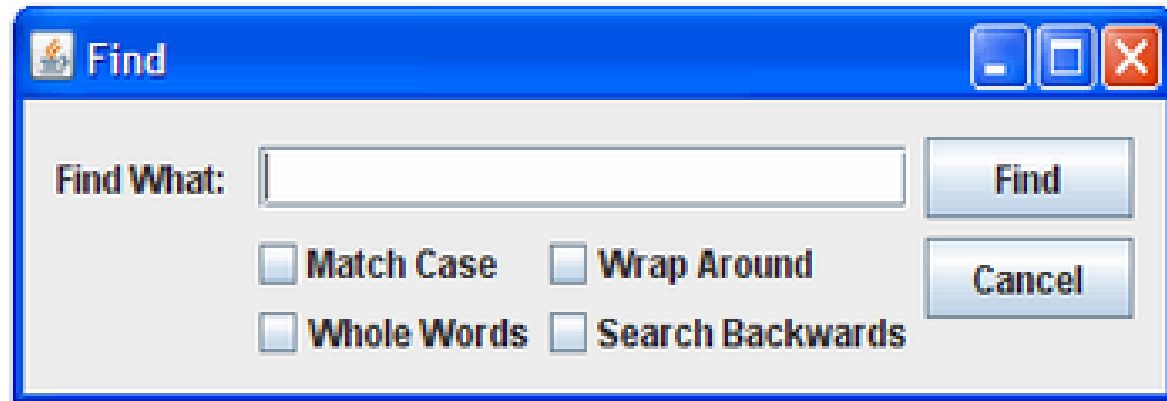 Find
Find What: Find
Match Case Wrap Around Cancel
Whole Words Search Backwards